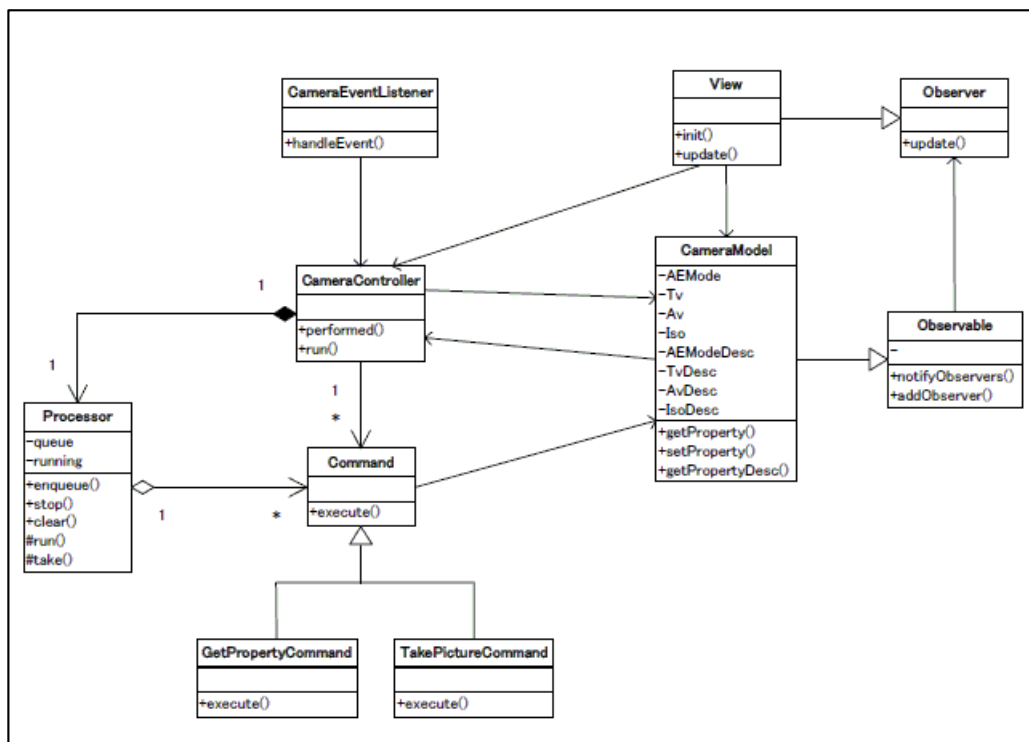 CameraEventListener
+handleEvent()
View
+init()
+update()
Observer
+update()
CameraController
+performed()
+run()
1
1
1
*
CameraModel
-AEMode
-Tv
-Av
-Iso
-AEModeDesc
-TvDesc
-AvDesc
-IsoDesc
+getProperty()
+setProperty()
+getPropertyDesc()
Observable
-
+notifyObservers()
+addObserver()
Processor
-queue
-running
+enqueue()
+stop()
+clear()
#run()
#take()
1
*
Command
+execute()
GetPropertyCommand
+execute()
TakePictureCommand
+execute()